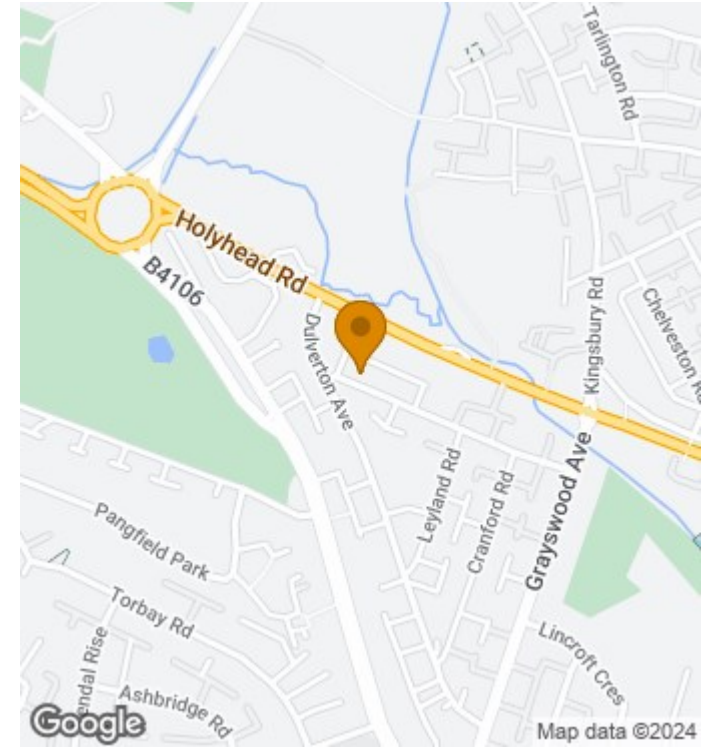 Tarlington Rd
Holyhead Rd
B4106
Kingsbury Rd
Chelveston Rd
Dulverton Ave
Leyland Rd
Cranford Rd
Grayswood Ave
Pangfield Park
Torbay Rd
endal Rise
Ashbridge Rd
Lincroft Cres
Google
Map data ©2024